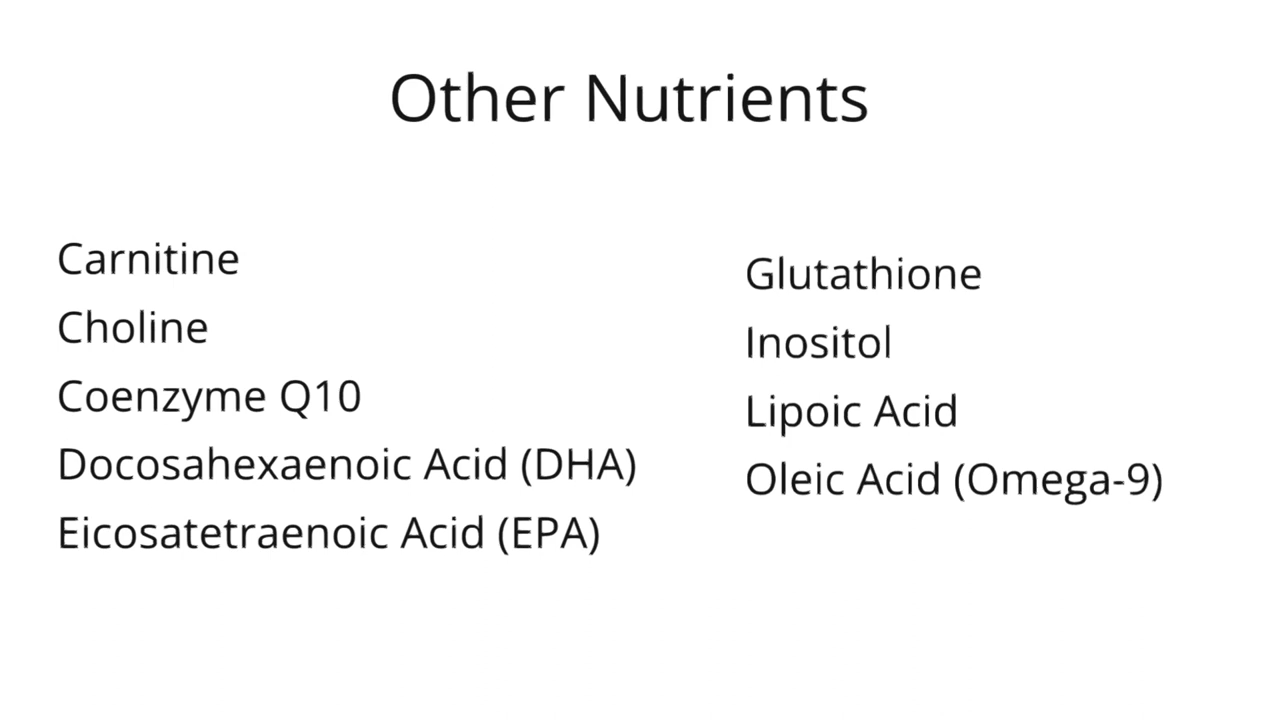 Other Nutrients
Carnitine
Choline
Coenzyme Q10
Docosahexaenoic Acid (DHA)
Eicosatetraenoic Acid (EPA)
Glutathione
Inositol
Lipoic Acid
Oleic Acid (Omega-9)